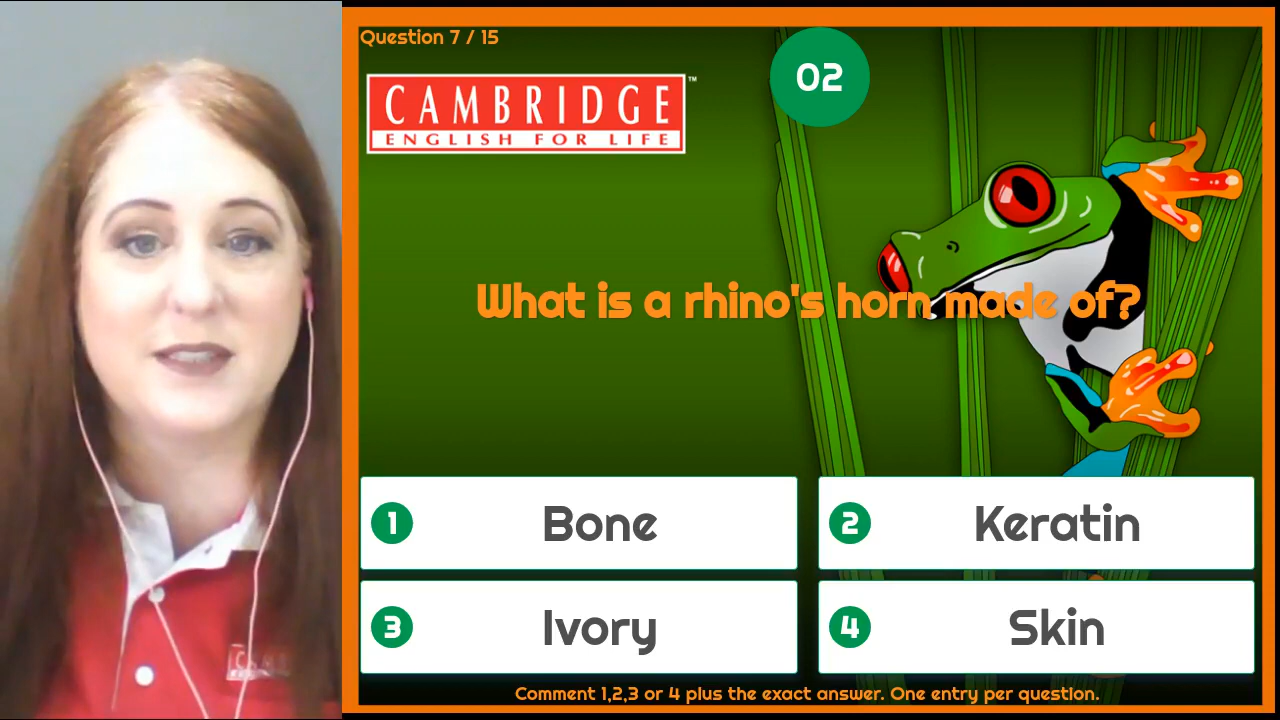 Question 7 / 15
02
CAMBRIDGE™
ENGLISH FOR LIFE
What is a rhino's horn made of?
1 Bone
2 Keratin
3 Ivory
4 Skin
Comment 1,2,3 or 4 plus the exact answer. One entry per question.